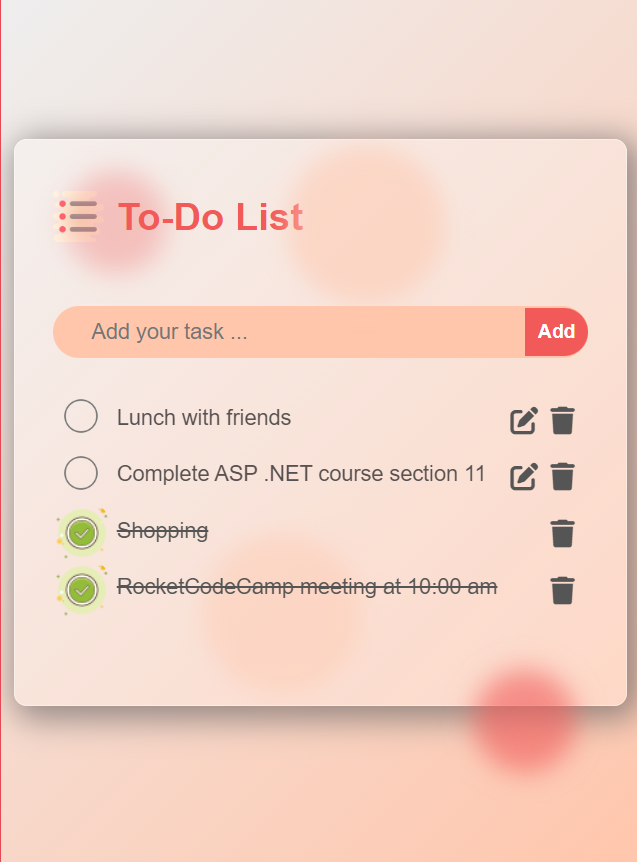 To-Do List
Add your task ...
Add
Lunch with friends
Complete ASP .NET course section 11
Shopping
RocketCodeCamp meeting at 10:00 am